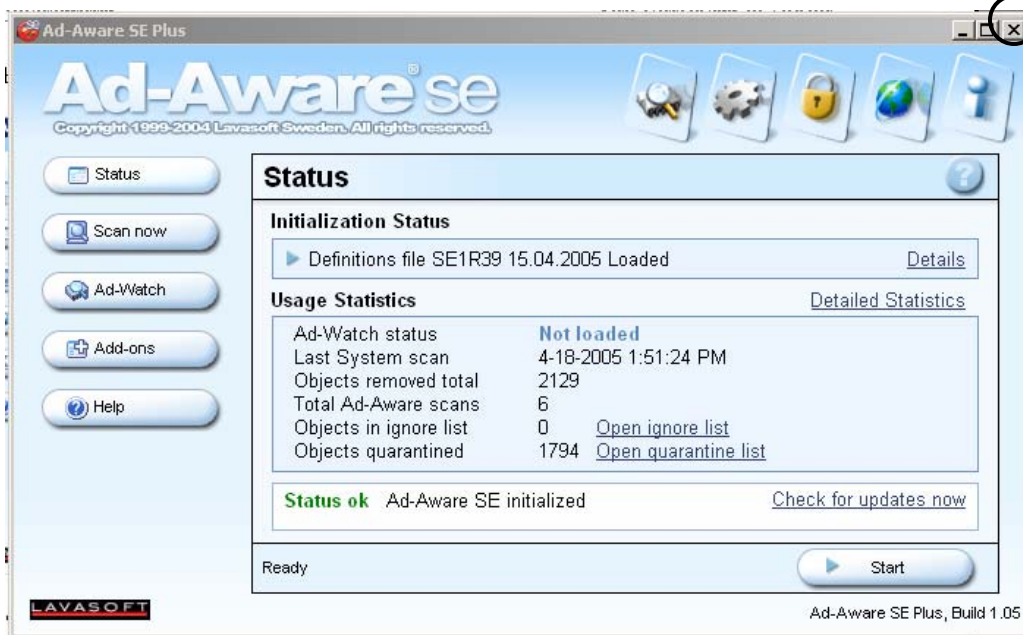 Ad-Aware SE Plus
Ad-Aware® se
Copyright 1999-2004 Lavasoft Sweden. All rights reserved.
Status
Scan now
Ad-Watch
Add-ons
Help
Status
Initialization Status
Definitions file SE1R39 15.04.2005 Loaded Details
Usage Statistics Detailed Statistics
Ad-Watch status Not loaded
Last System scan 4-18-2005 1:51:24 PM
Objects removed total 2129
Total Ad-Aware scans 6
Objects in ignore list 0 Open ignore list
Objects quarantined 1794 Open quarantine list
Status ok Ad-Aware SE initialized Check for updates now
Ready Start
LAVASOFT
Ad-Aware SE Plus, Build 1.05